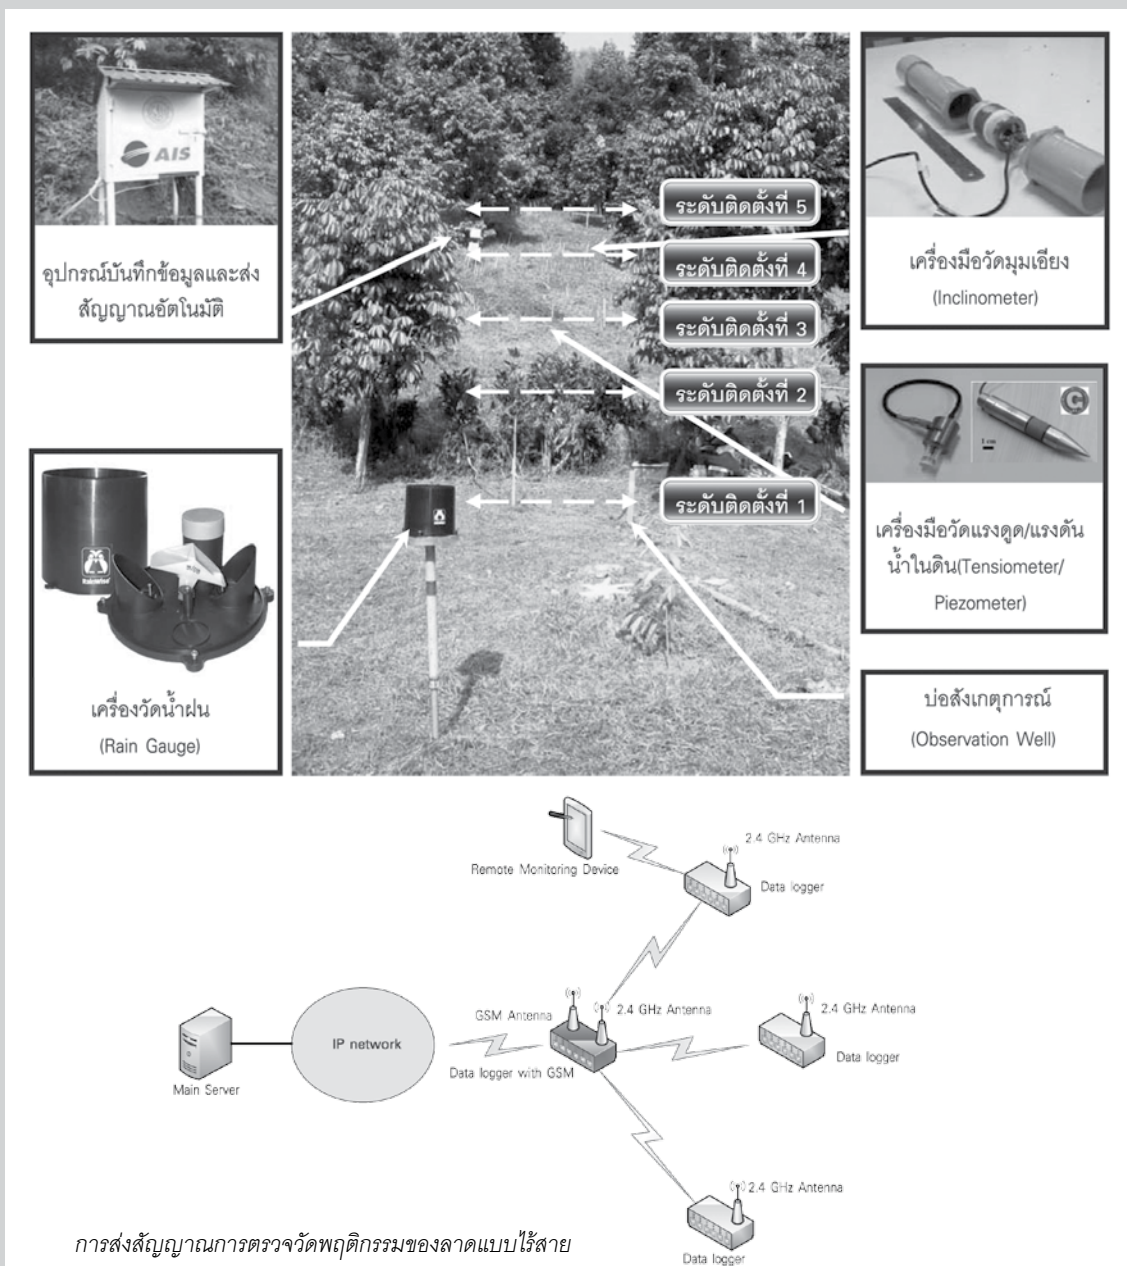 AIS
อุปกรณ์บันทึกข้อมูลและส่ง
สัญญาณอัตโนมัติ
RainWise
เครื่องวัดน้ำฝน
(Rain Gauge)
ระดับติดตั้งที่ 5
ระดับติดตั้งที่ 4
ระดับติดตั้งที่ 3
ระดับติดตั้งที่ 2
ระดับติดตั้งที่ 1
เครื่องมือวัดมุมเอียง
(Inclinometer)
C
1 cm
เครื่องมือวัดแรงดูด/แรงดัน
น้ำในดิน(Tensiometer/
Piezometer)
บ่อสังเกตุการณ์
(Observation Well)
Remote Monitoring Device
2.4 GHz Antenna
Data logger
GSM Antenna
2.4 GHz Antenna
Data logger with GSM
2.4 GHz Antenna
Data logger
IP network
Main Server
2.4 GHz Antenna
Data logger
การส่งสัญญาณการตรวจวัดพฤติกรรมของลาดแบบไร้สาย